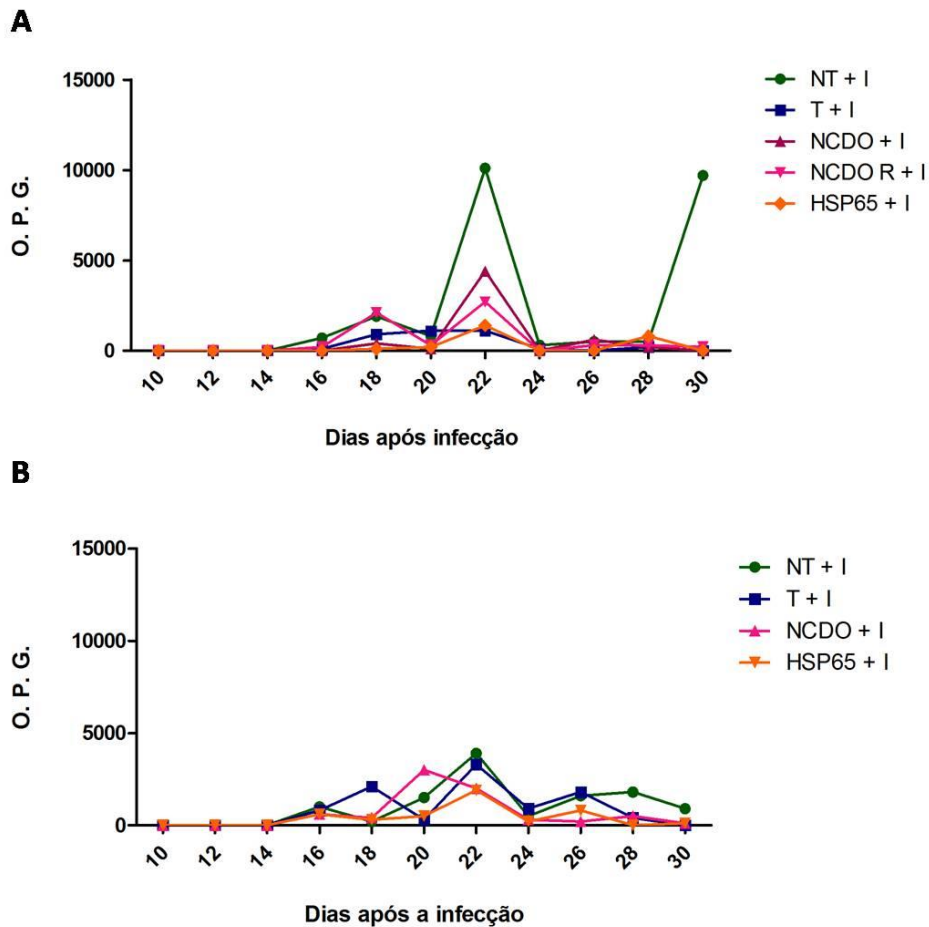 A
15000
10000
5000
0
O. P. G.
10 12 14 16 18 20 22 24 26 28 30
Dias após infecção
NT + I
T + I
NCDO + I
NCDO R + I
HSP65 + I
B
15000
10000
5000
0
O. P. G.
10 12 14 16 18 20 22 24 26 28 30
Dias após a infecção
NT + I
T + I
NCDO + I
HSP65 + I